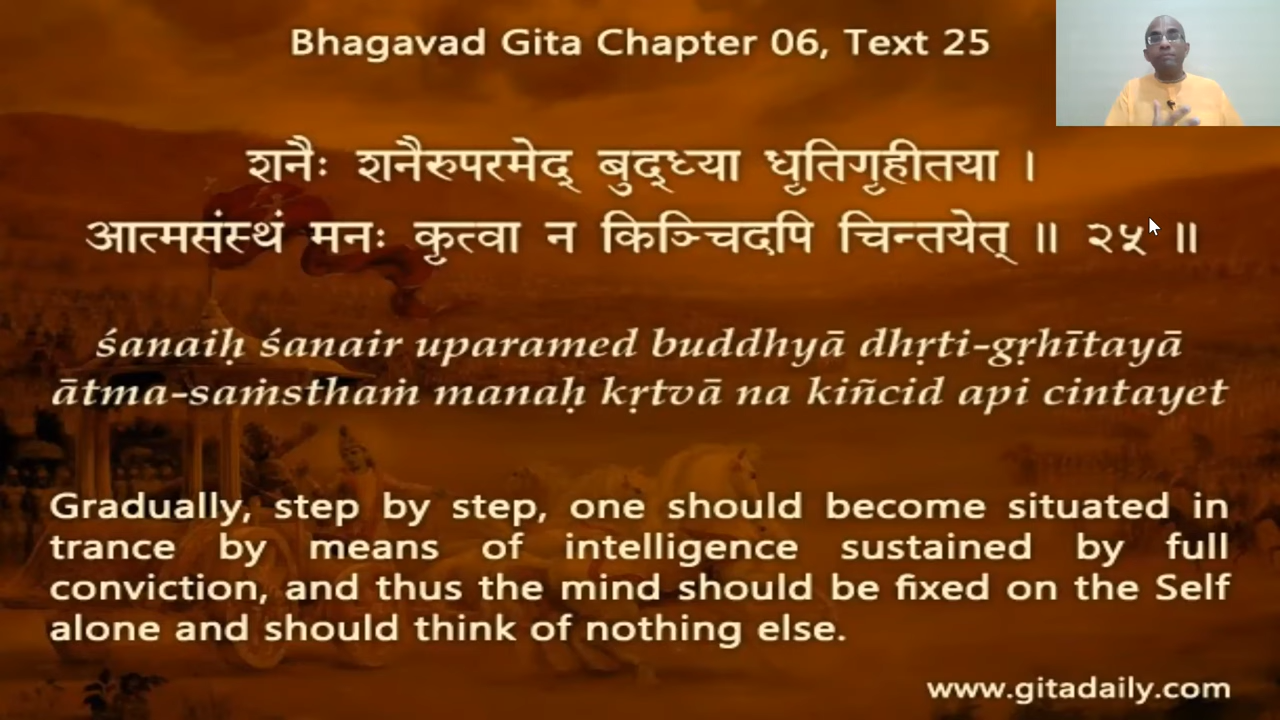 Bhagavad Gita Chapter 06, Text 25
शनैः शनैरुपरमेद् बुद्ध्या धृतिगृहीतया ।
आत्मसंस्थं मनः कृत्वा न किञ्चिदपि चिन्तयेत् ॥ २५ ॥
śanaiḥ śanair uparamed buddhyā dhṛti-gṛhītayā
ātma-saṁsthaṁ manaḥ kṛtvā na kiñcid api cintayet
Gradually, step by step, one should become situated in
trance by means of intelligence sustained by full
conviction, and thus the mind should be fixed on the Self
alone and should think of nothing else.
www.gitadaily.com